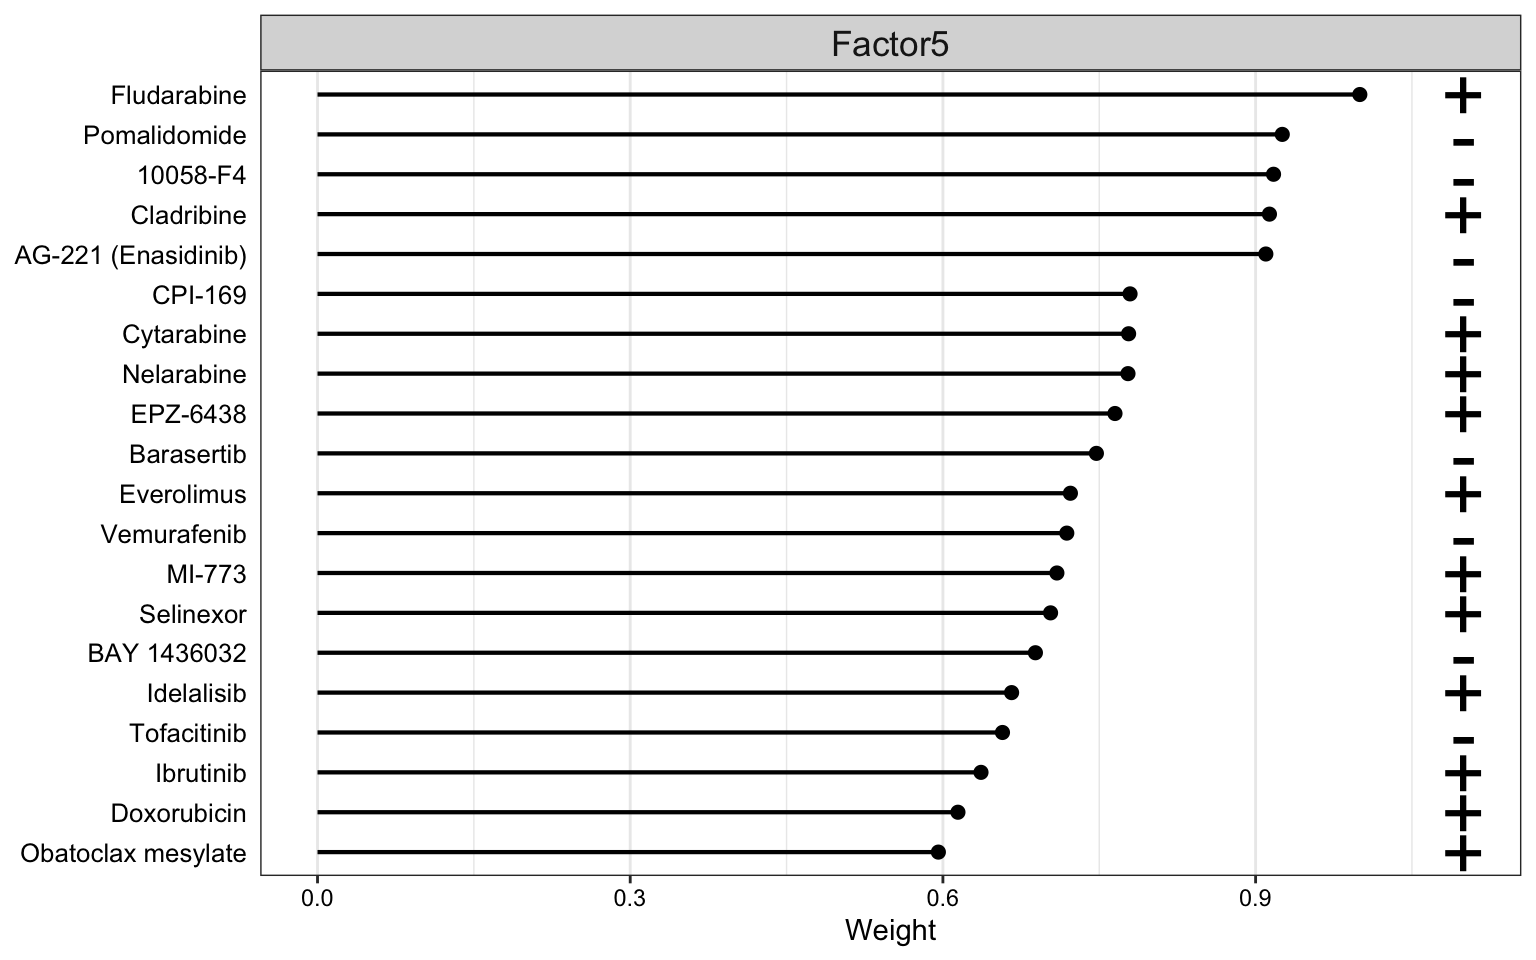 Factor5
Fludarabine +
Pomalidomide -
10058-F4 -
Cladribine +
AG-221 (Enasidinib) -
CPI-169 -
Cytarabine +
Nelarabine +
EPZ-6438 +
Barasertib -
Everolimus +
Vemurafenib -
MI-773 +
Selinexor +
BAY 1436032 -
Idelalisib +
Tofacitinib -
Ibrutinib +
Doxorubicin +
Obatoclax mesylate +
0.0 0.3 0.6 0.9
Weight